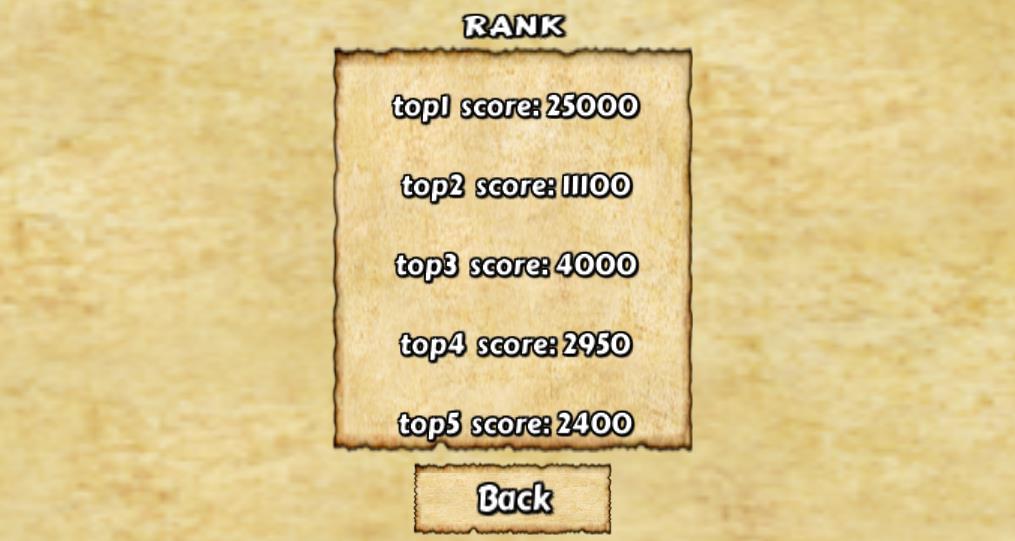 RANK
top1 score: 25000
top2 score: 11100
top3 score: 4000
top4 score: 2950
top5 score: 2400
Back